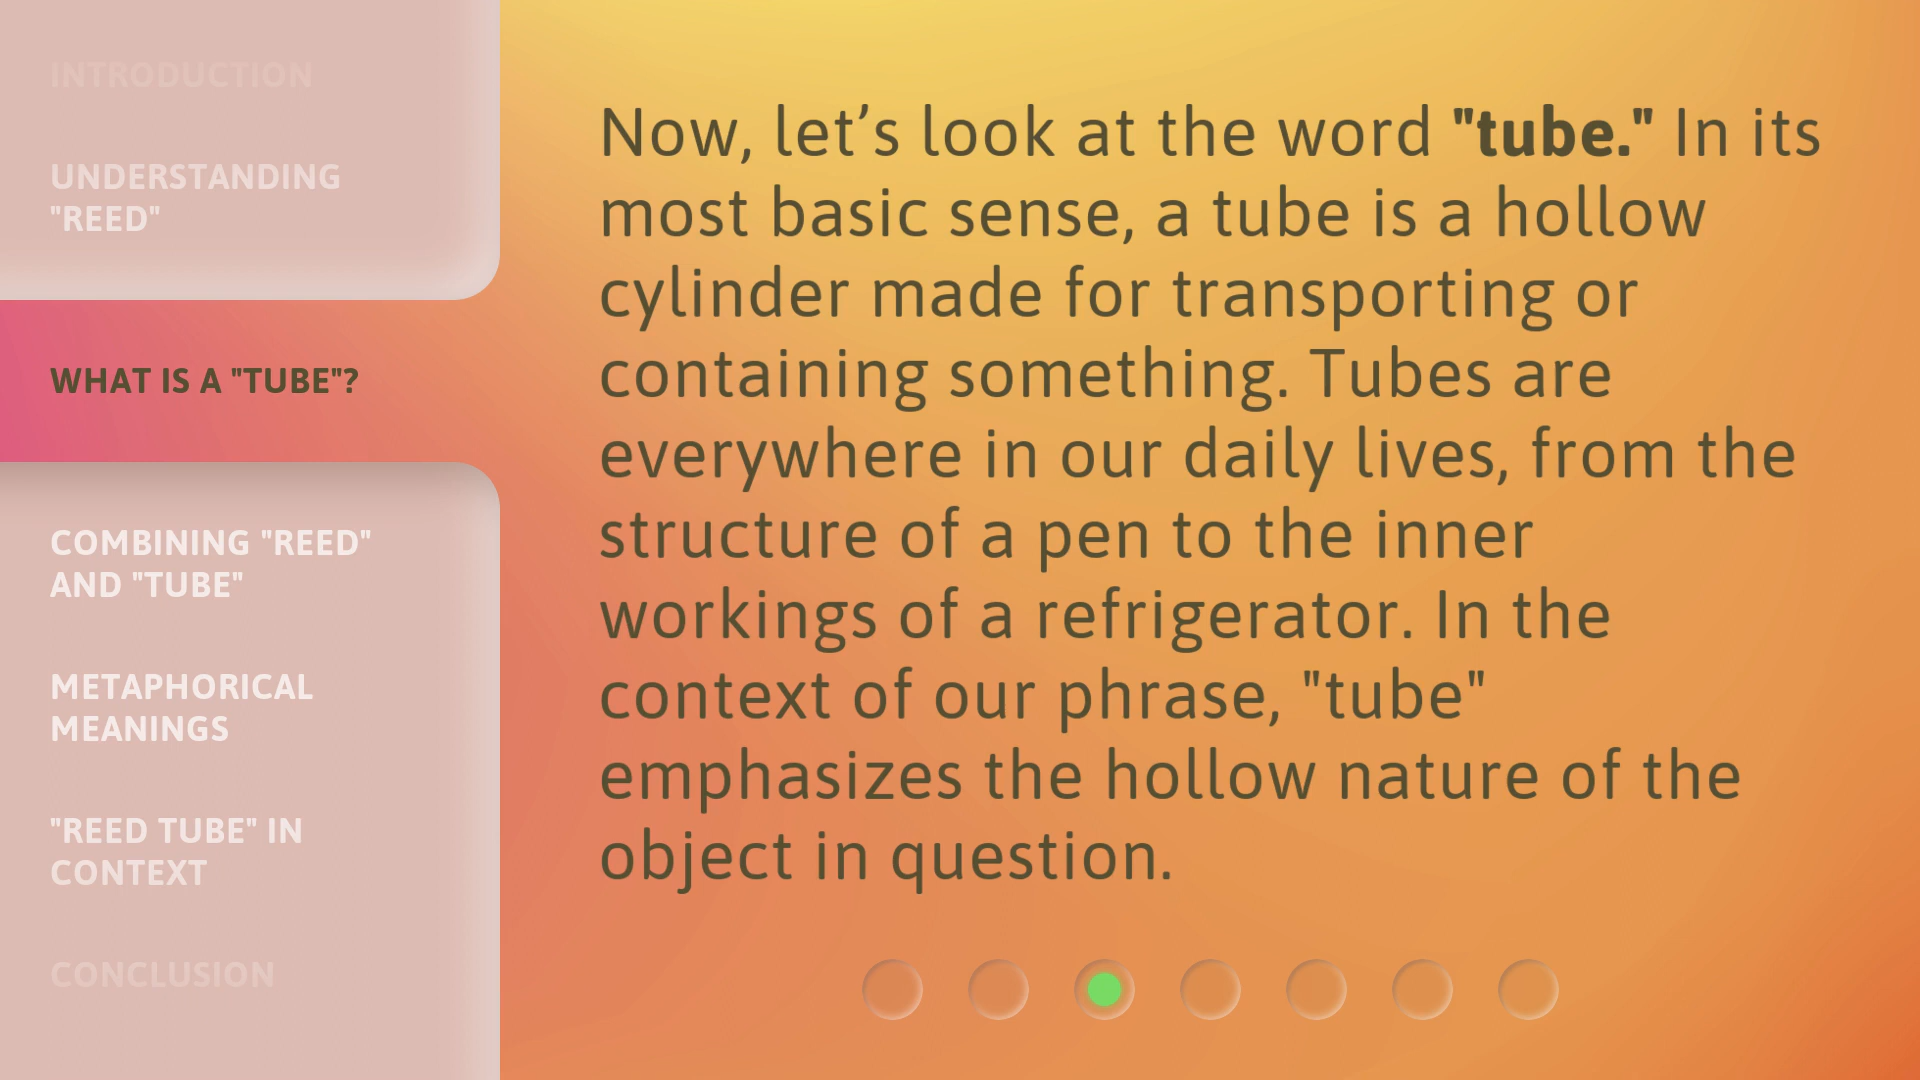 INTRODUCTION
UNDERSTANDING
"REED"
WHAT IS A "TUBE"?
COMBINING "REED"
AND "TUBE"
METAPHORICAL
MEANINGS
"REED TUBE" IN
CONTEXT
CONCLUSION
Now, let’s look at the word "tube." In its
most basic sense, a tube is a hollow
cylinder made for transporting or
containing something. Tubes are
everywhere in our daily lives, from the
structure of a pen to the inner
workings of a refrigerator. In the
context of our phrase, "tube"
emphasizes the hollow nature of the
object in question.